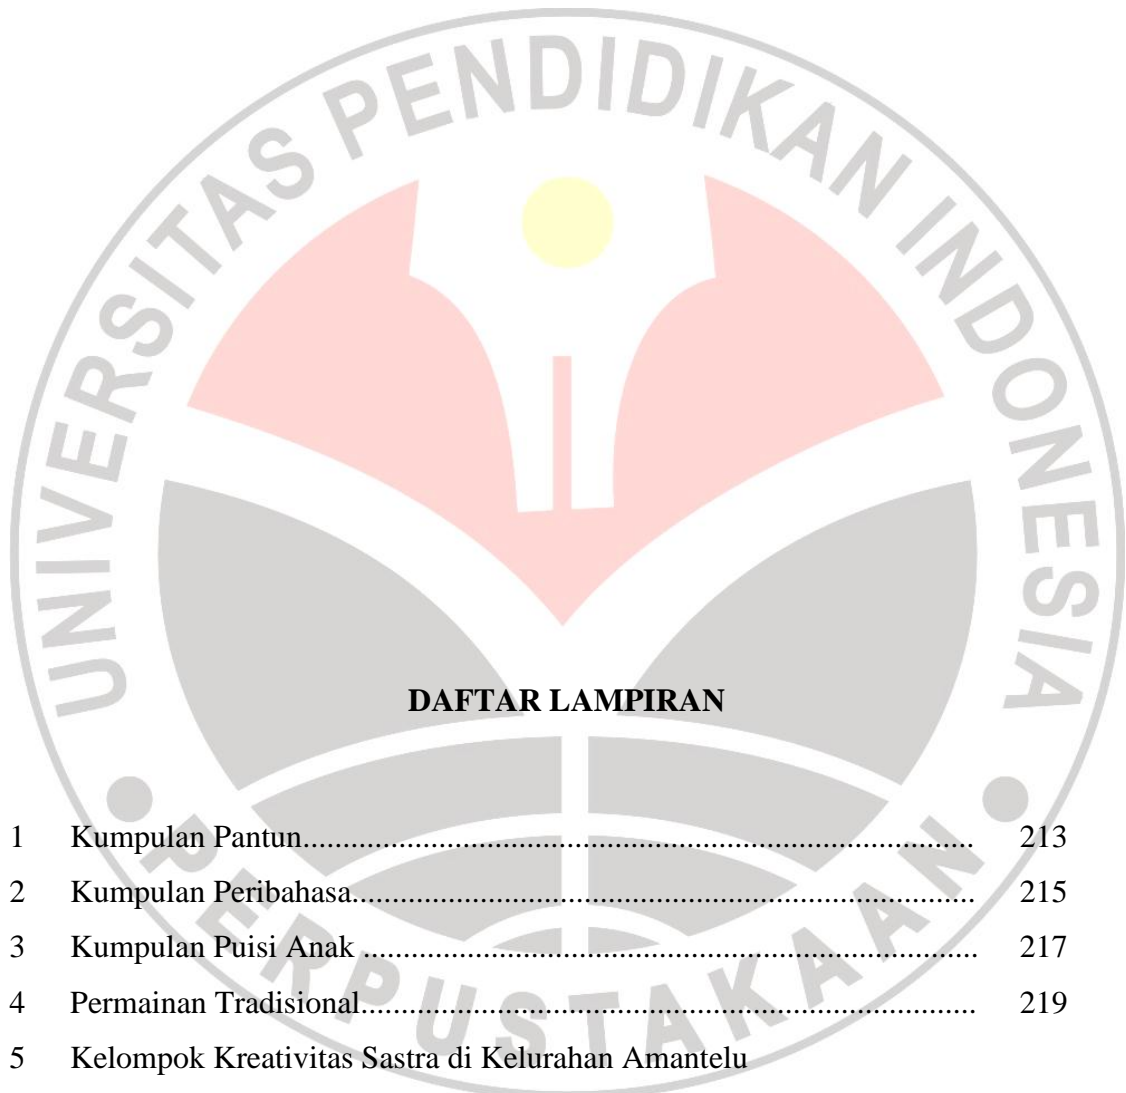 UNIVERSITAS PENDIDIKAN INDONESIA
DAFTAR LAMPIRAN
1 Kumpulan Pantun.................................................................................. 213
2 Kumpulan Peribahasa............................................................................ 215
3 Kumpulan Puisi Anak ........................................................................... 217
4 Permainan Tradisional........................................................................... 219
5 Kelompok Kreativitas Sastra di Kelurahan Amantelu
PERPUSTAKAAN